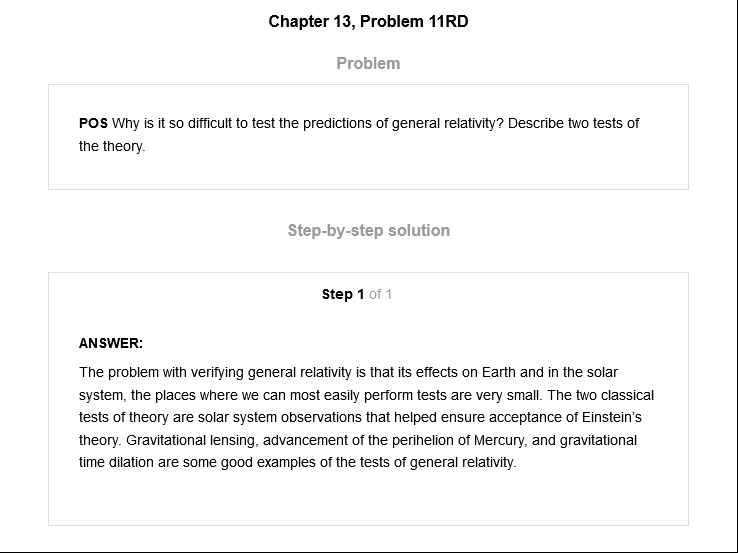 Chapter 13, Problem 11RD
Problem
POS Why is it so difficult to test the predictions of general relativity? Describe two tests of
the theory.
Step-by-step solution
Step 1 of 1
ANSWER:
The problem with verifying general relativity is that its effects on Earth and in the solar
system, the places where we can most easily perform tests are very small. The two classical
tests of theory are solar system observations that helped ensure acceptance of Einstein’s
theory. Gravitational lensing, advancement of the perihelion of Mercury, and gravitational
time dilation are some good examples of the tests of general relativity.